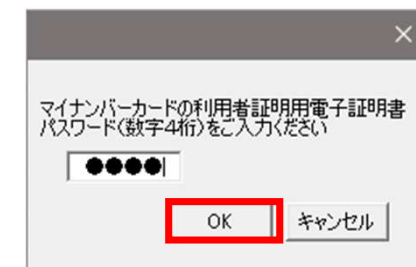 ×
マイナンバーカードの利用者証明用電子証明書
パスワード(数字4桁)をご入力ください
●●●●
OK キャンセル